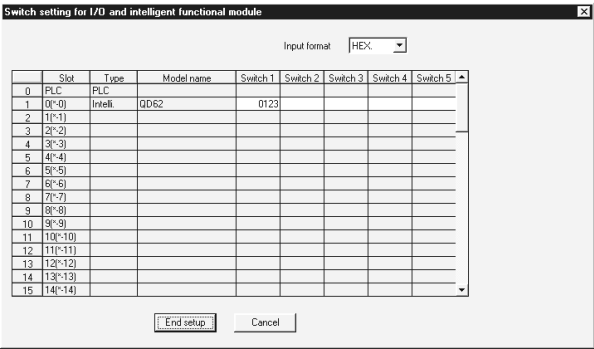 Switch setting for I/O and intelligent functional module
Input format HEX.
Slot Type Model name Switch 1 Switch 2 Switch 3 Switch 4 Switch 5
0 PLC PLC
1 0(*-0) Intelli. QD62 0123
2 1(*-1)
3 2(*-2)
4 3(*-3)
5 4(*-4)
6 5(*-5)
7 6(*-6)
8 7(*-7)
9 8(*-8)
10 9(*-9)
11 10(*-10)
12 11(*-11)
13 12(*-12)
14 13(*-13)
15 14(*-14)
End setup Cancel